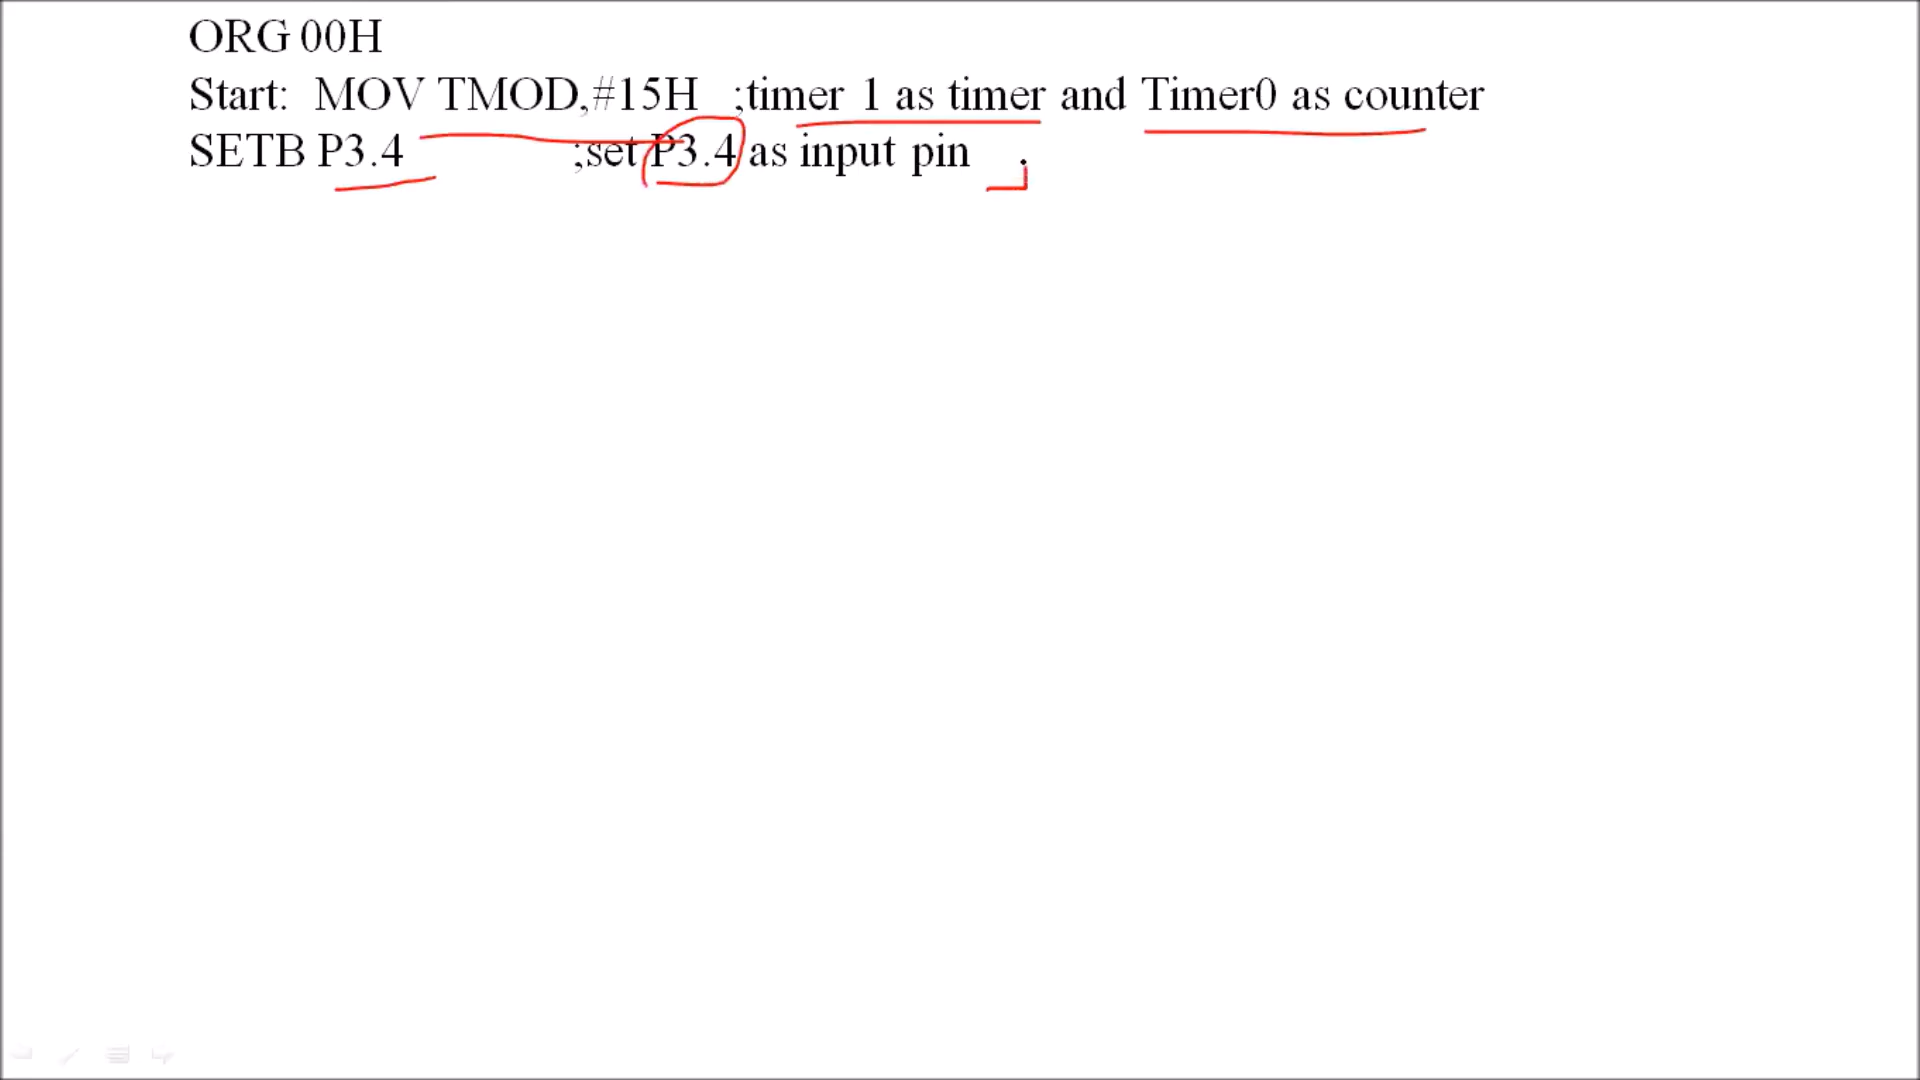 ORG 00H
Start: MOV TMOD,#15H ;timer 1 as timer and Timer0 as counter
SETB P3.4 ;set P3.4 as input pin